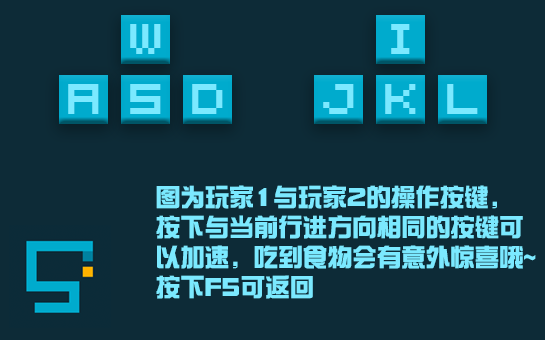 W I
A S D J K L
图为玩家1与玩家2的操作按键，
按下与当前行进方向相同的按键可
以加速，吃到食物会有意外惊喜哦~
按下F5可返回